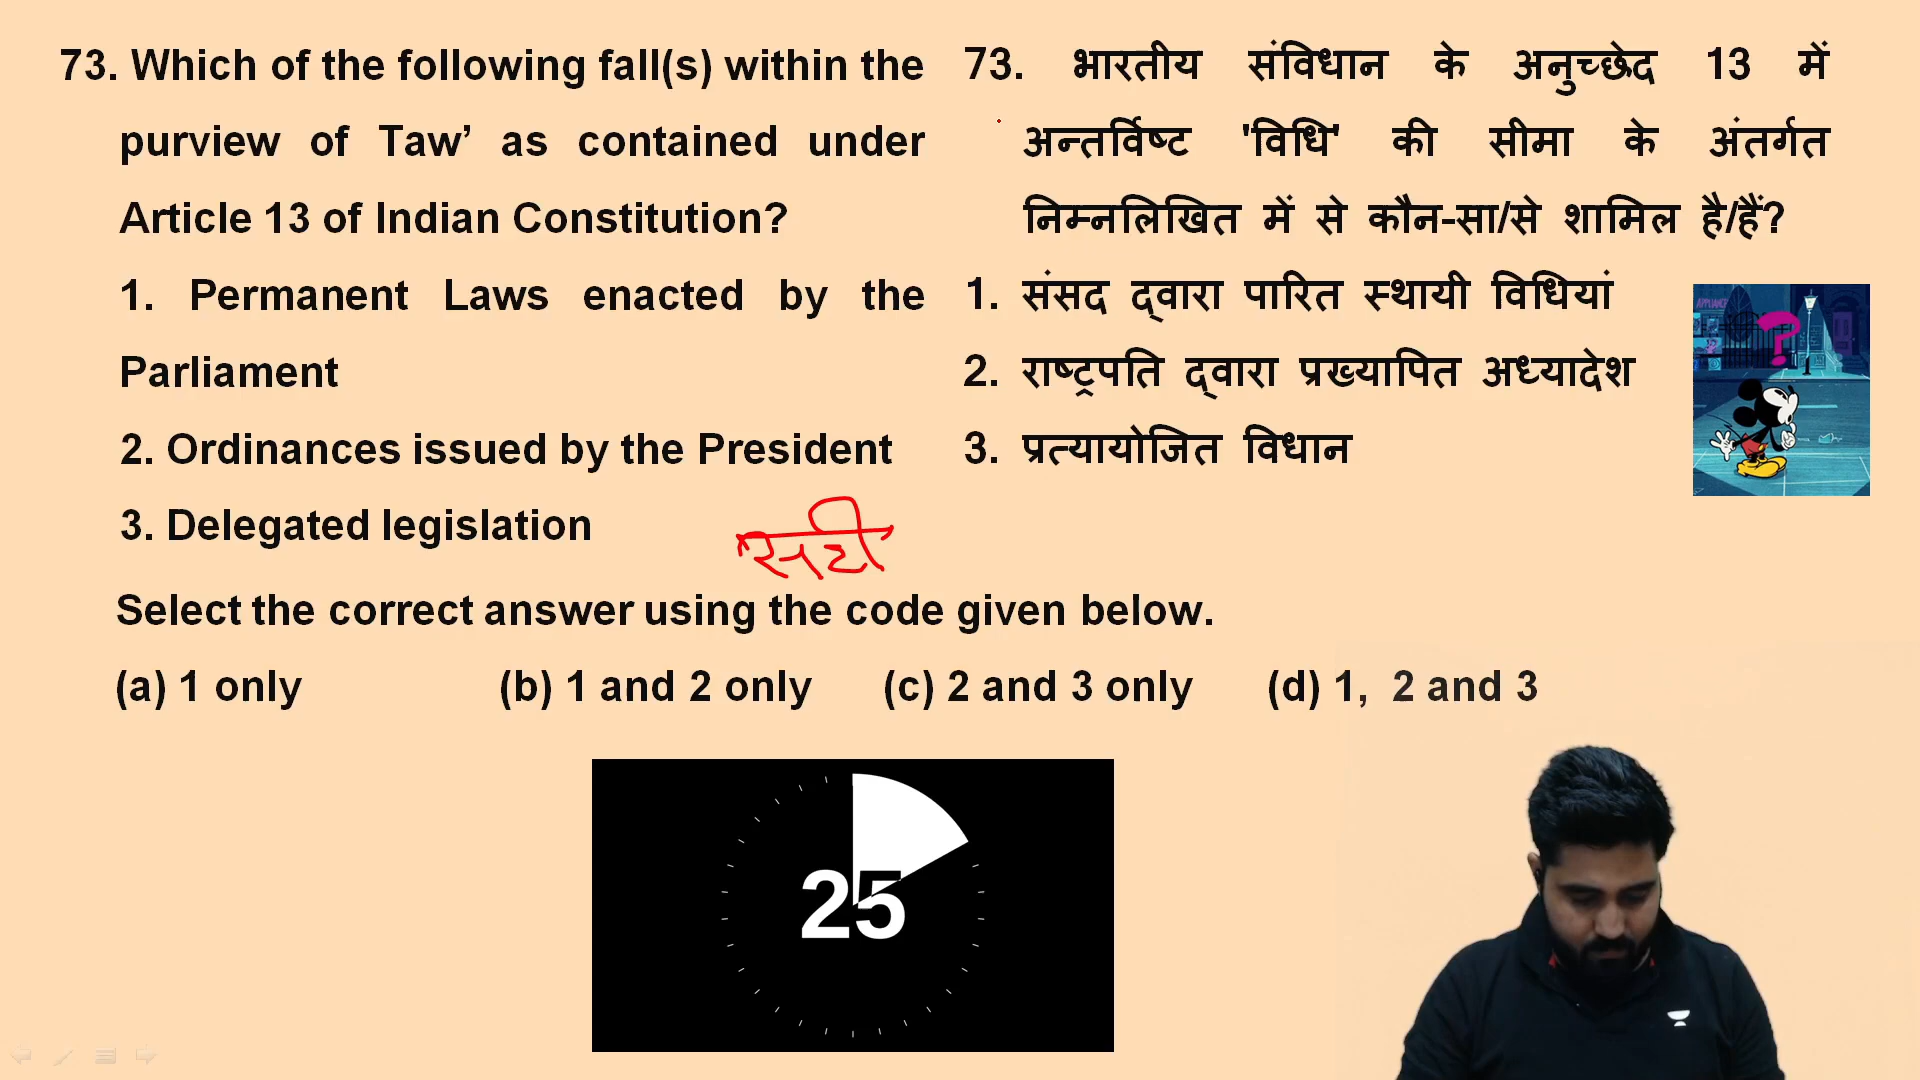 73. Which of the following fall(s) within the
purview of Taw’ as contained under
Article 13 of Indian Constitution?
1. Permanent Laws enacted by the
Parliament
2. Ordinances issued by the President
3. Delegated legislation
73. भारतीय संविधान के अनुच्छेद 13 में
अन्तर्विष्ट 'विधि' की सीमा के अंतर्गत
निम्नलिखित में से कौन-सा/से शामिल है/हैं?
1. संसद द्वारा पारित स्थायी विधियां
2. राष्ट्रपति द्वारा प्रख्यापित अध्यादेश
3. प्रत्यायोजित विधान
APPLIANCE
?
Select the correct answer using the code given below.
(a) 1 only (b) 1 and 2 only (c) 2 and 3 only (d) 1, 2 and 3
25